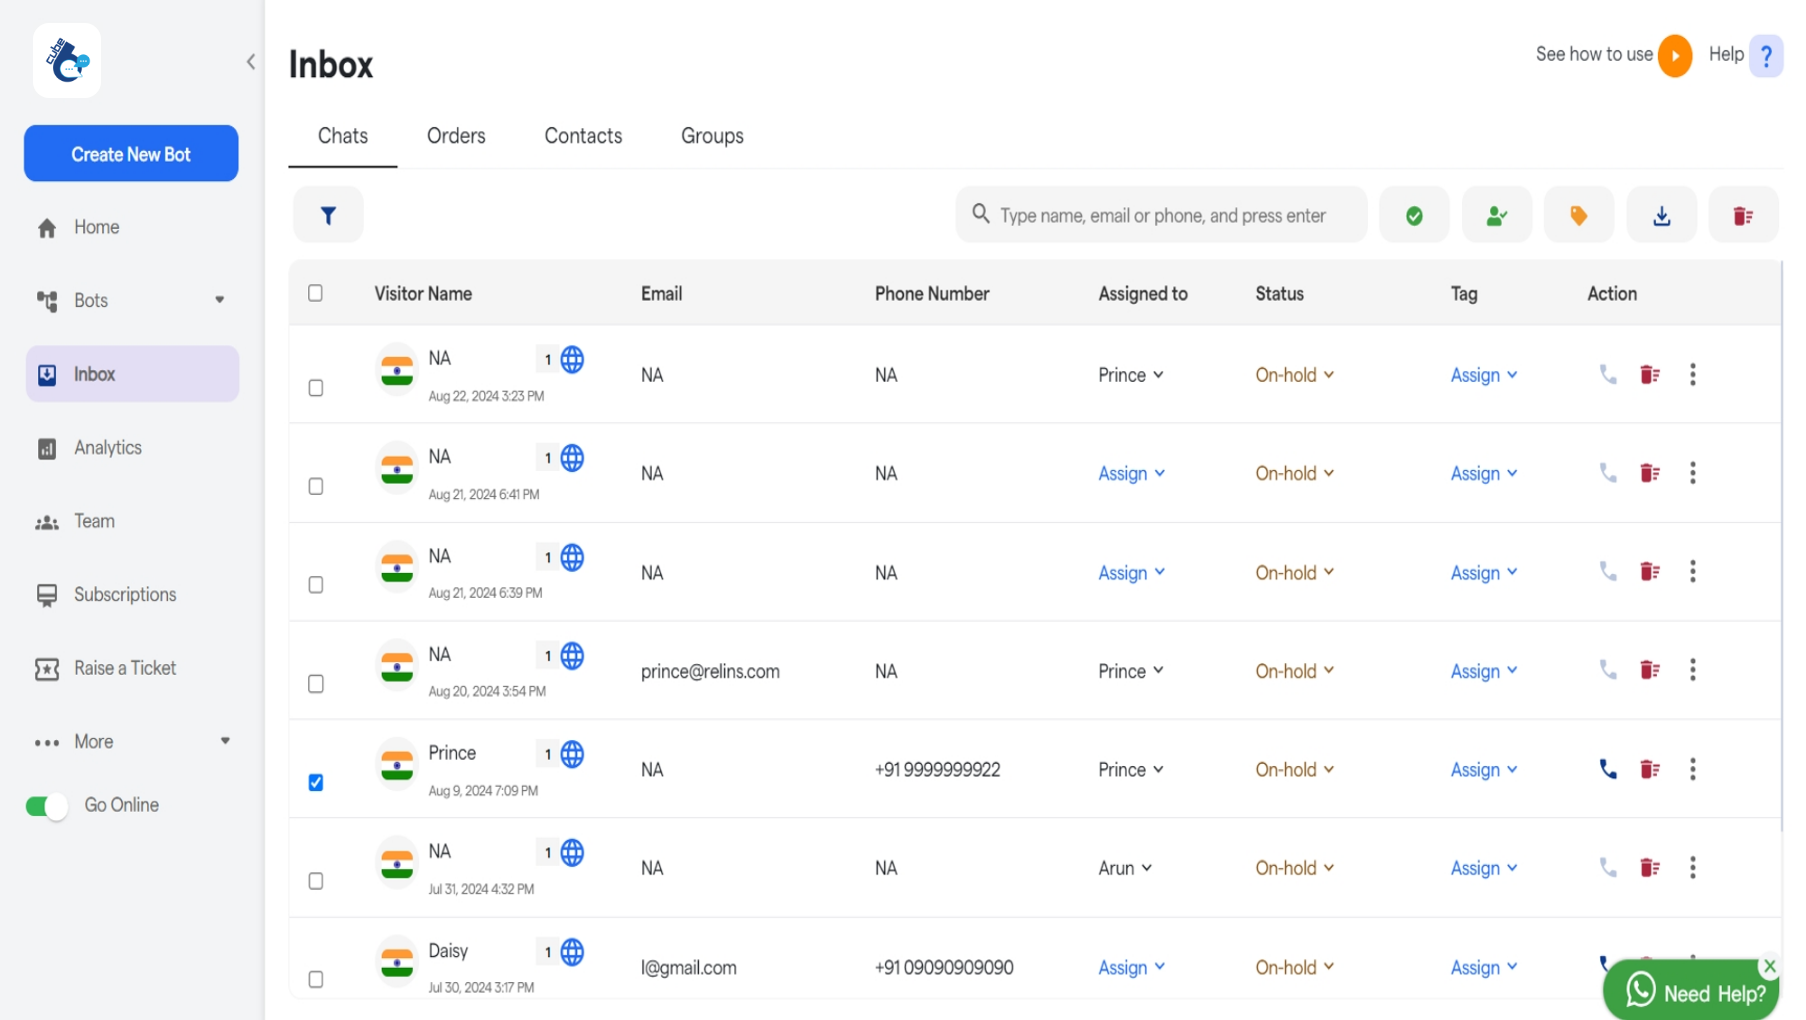 cube
Create New Bot
Home
Bots
Inbox
Analytics
Team
Subscriptions
Raise a Ticket
More
Go Online
Inbox
See how to use Help ?
Chats Orders Contacts Groups
Type name, email or phone, and press enter
Visitor Name Email Phone Number Assigned to Status Tag Action
NA 1
Aug 22, 2024 3:23 PM
NA NA Prince On-hold Assign
NA 1
Aug 21, 2024 6:41 PM
NA NA Assign On-hold Assign
NA 1
Aug 21, 2024 6:39 PM
NA NA Assign On-hold Assign
NA 1
Aug 20, 2024 3:54 PM
prince@relins.com NA Prince On-hold Assign
Prince 1
Aug 9, 2024 7:09 PM
NA +91 9999999922 Prince On-hold Assign
NA 1
Jul 31, 2024 4:32 PM
NA NA Arun On-hold Assign
Daisy 1
Jul 30, 2024 3:17 PM
l@gmail.com +91 09090909090 Assign On-hold Assign
X
Need Help?